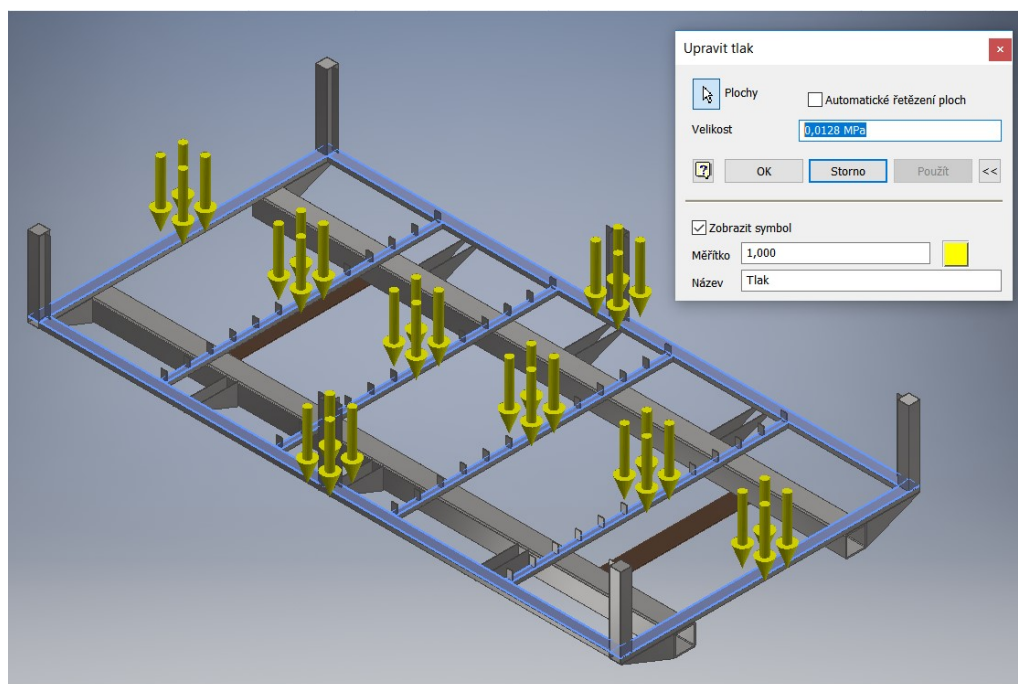 Upravit tlak
Plochy
Automatické řetězení ploch
Velikost
0,0128 MPa
OK
Storno
Použít
<<
Zobrazit symbol
Měřítko
1,000
Název
Tlak